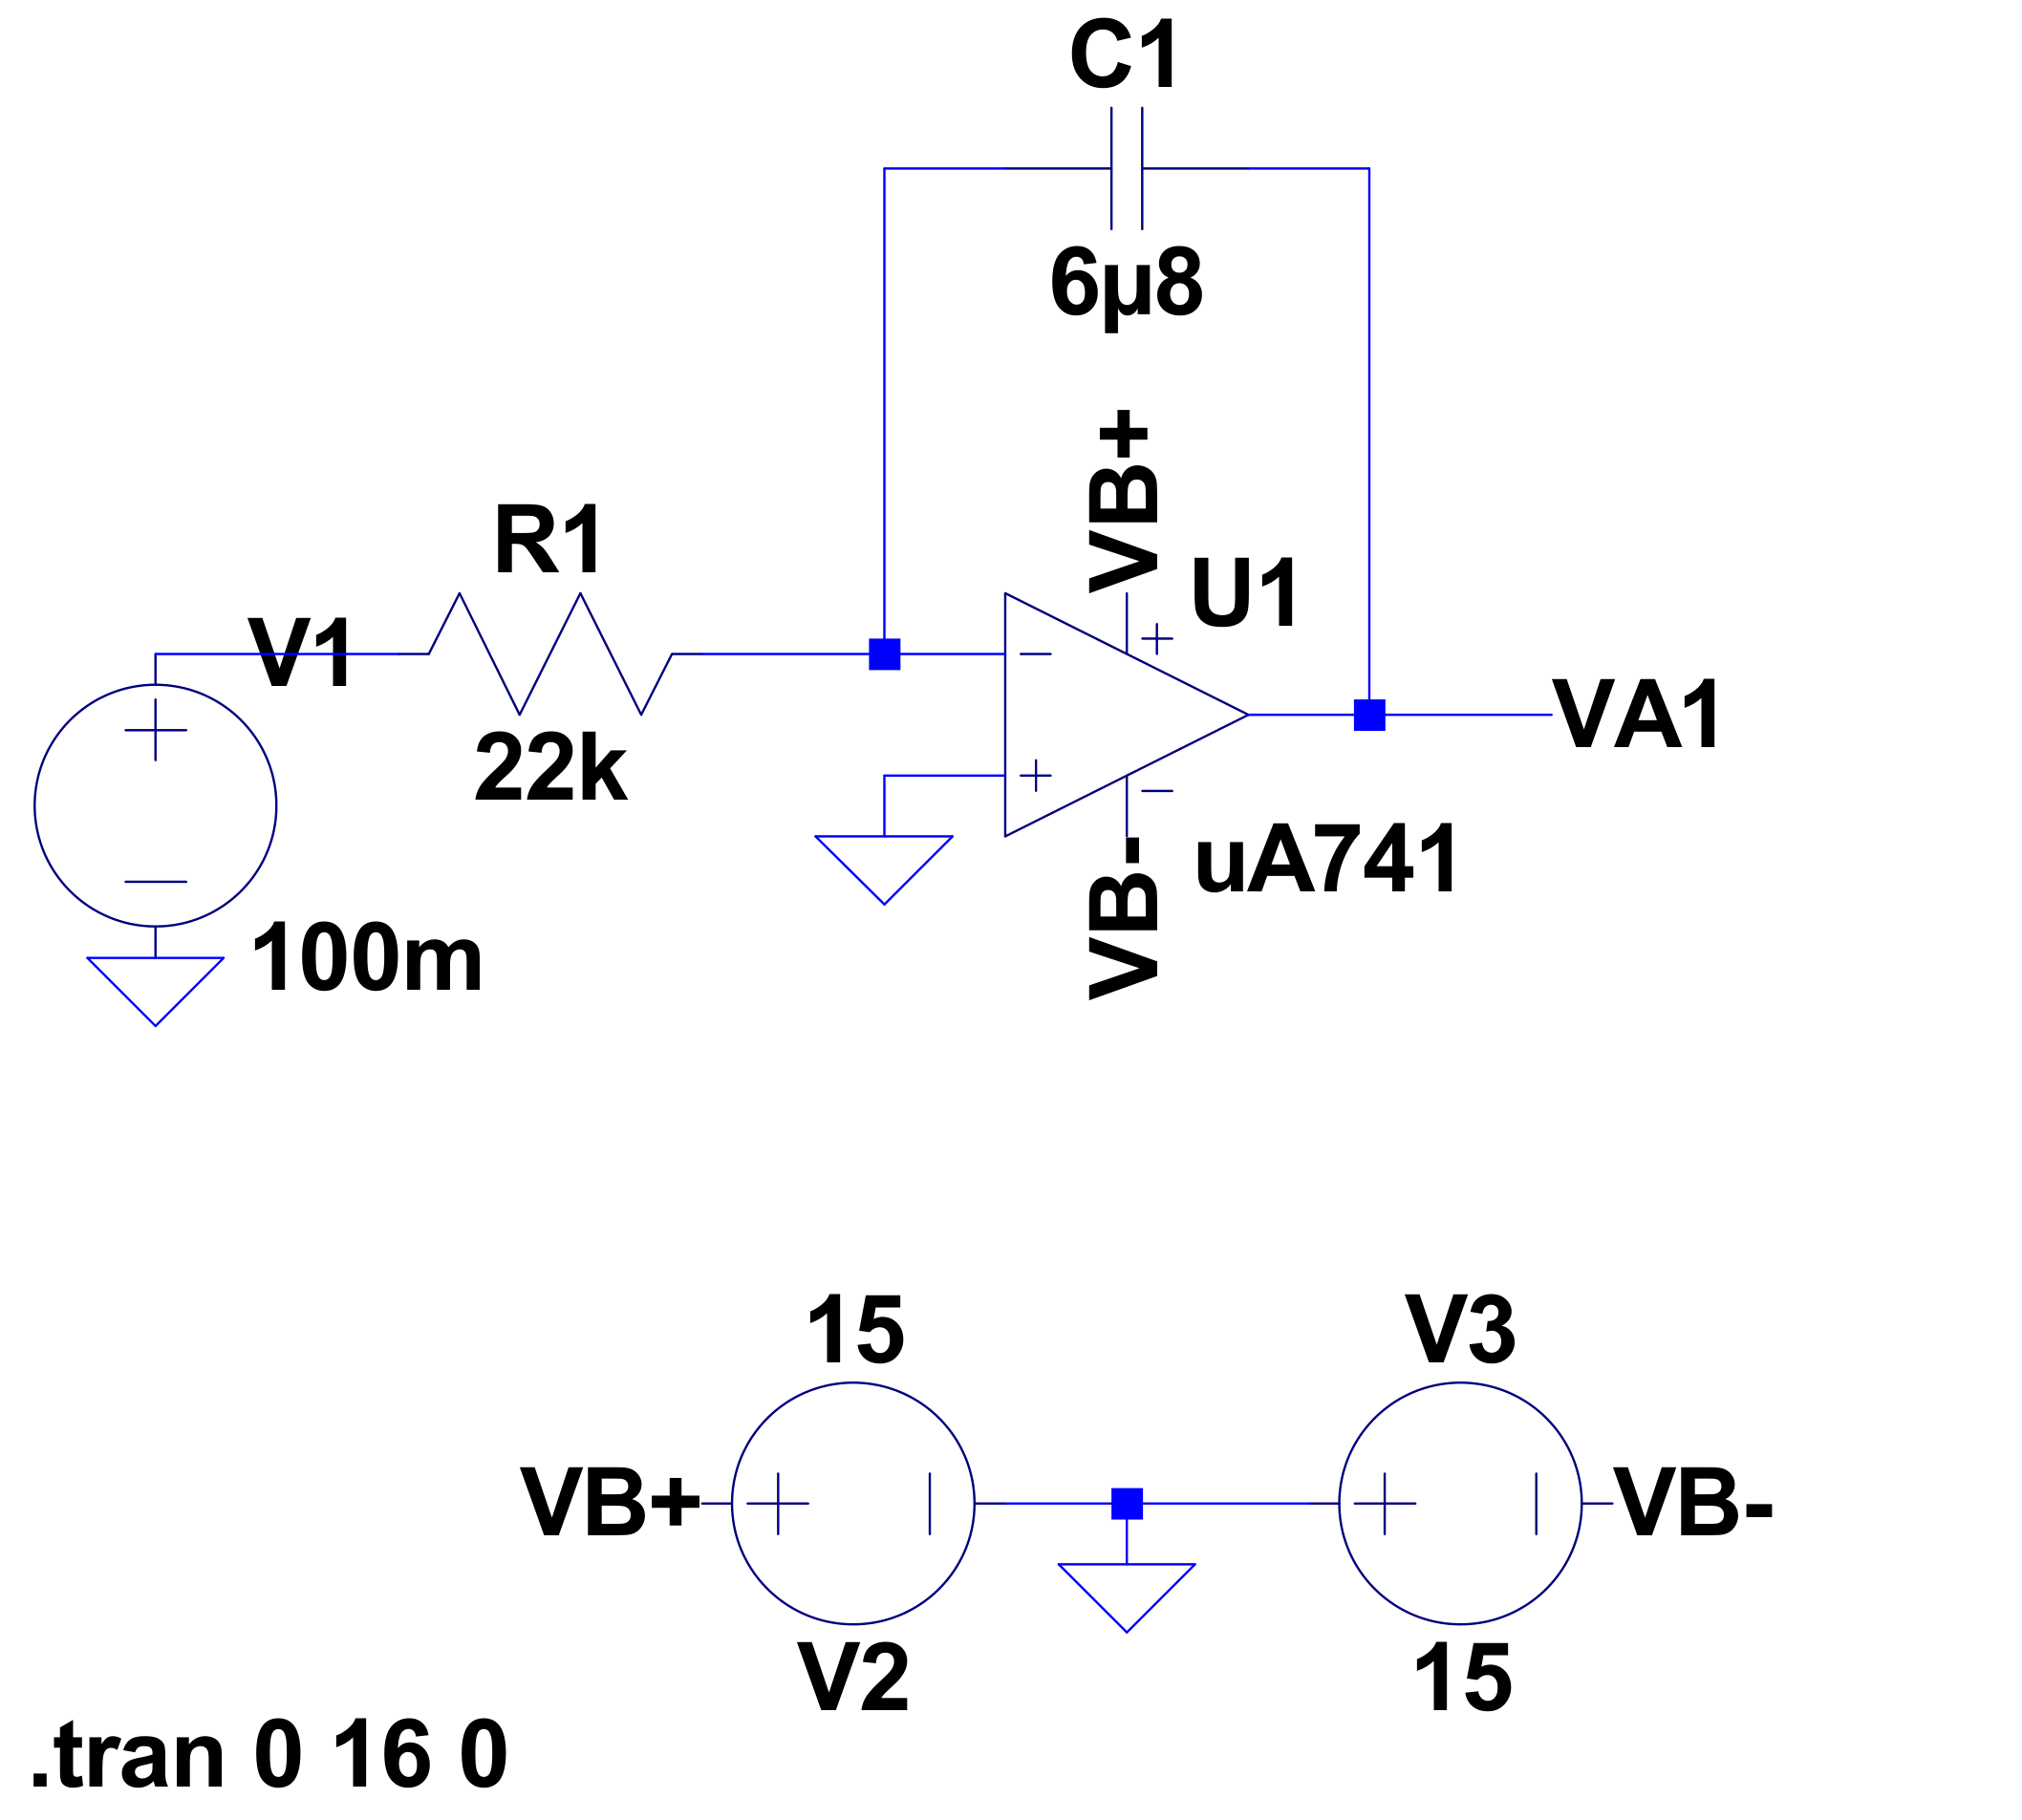 C1
6µ8
VB+
R1
U1
V1
22k
VA1
uA741
VB-
100m
15
V3
VB+
VB-
V2
15
.tran 0 16 0